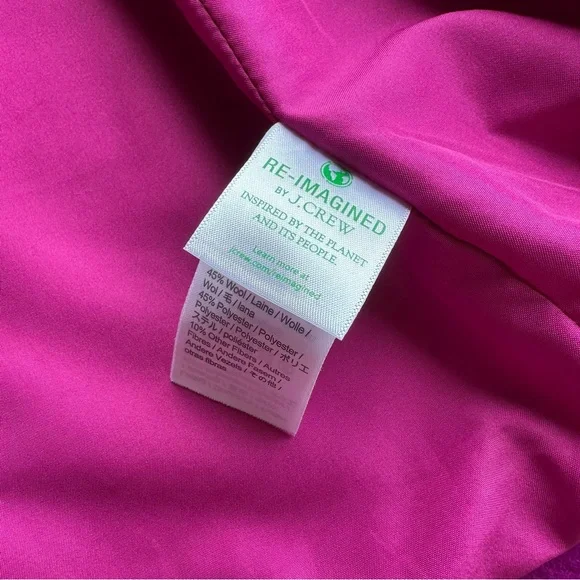 RE-IMAGINED
BY J.CREW
INSPIRED BY THE PLANET
AND ITS PEOPLE.
Learn more at
jcrew.com/reimagined
45% Wool / Laine / Wolle /
Wol / 毛 / lana
45% Polyester / Polyester /
Polyester / Polyester / ポリエ
ステル / poliéster
10% Other Fibers / Autres
Fibres / Andere Fasern /
Andere Vezels / その他 /
otras fibras